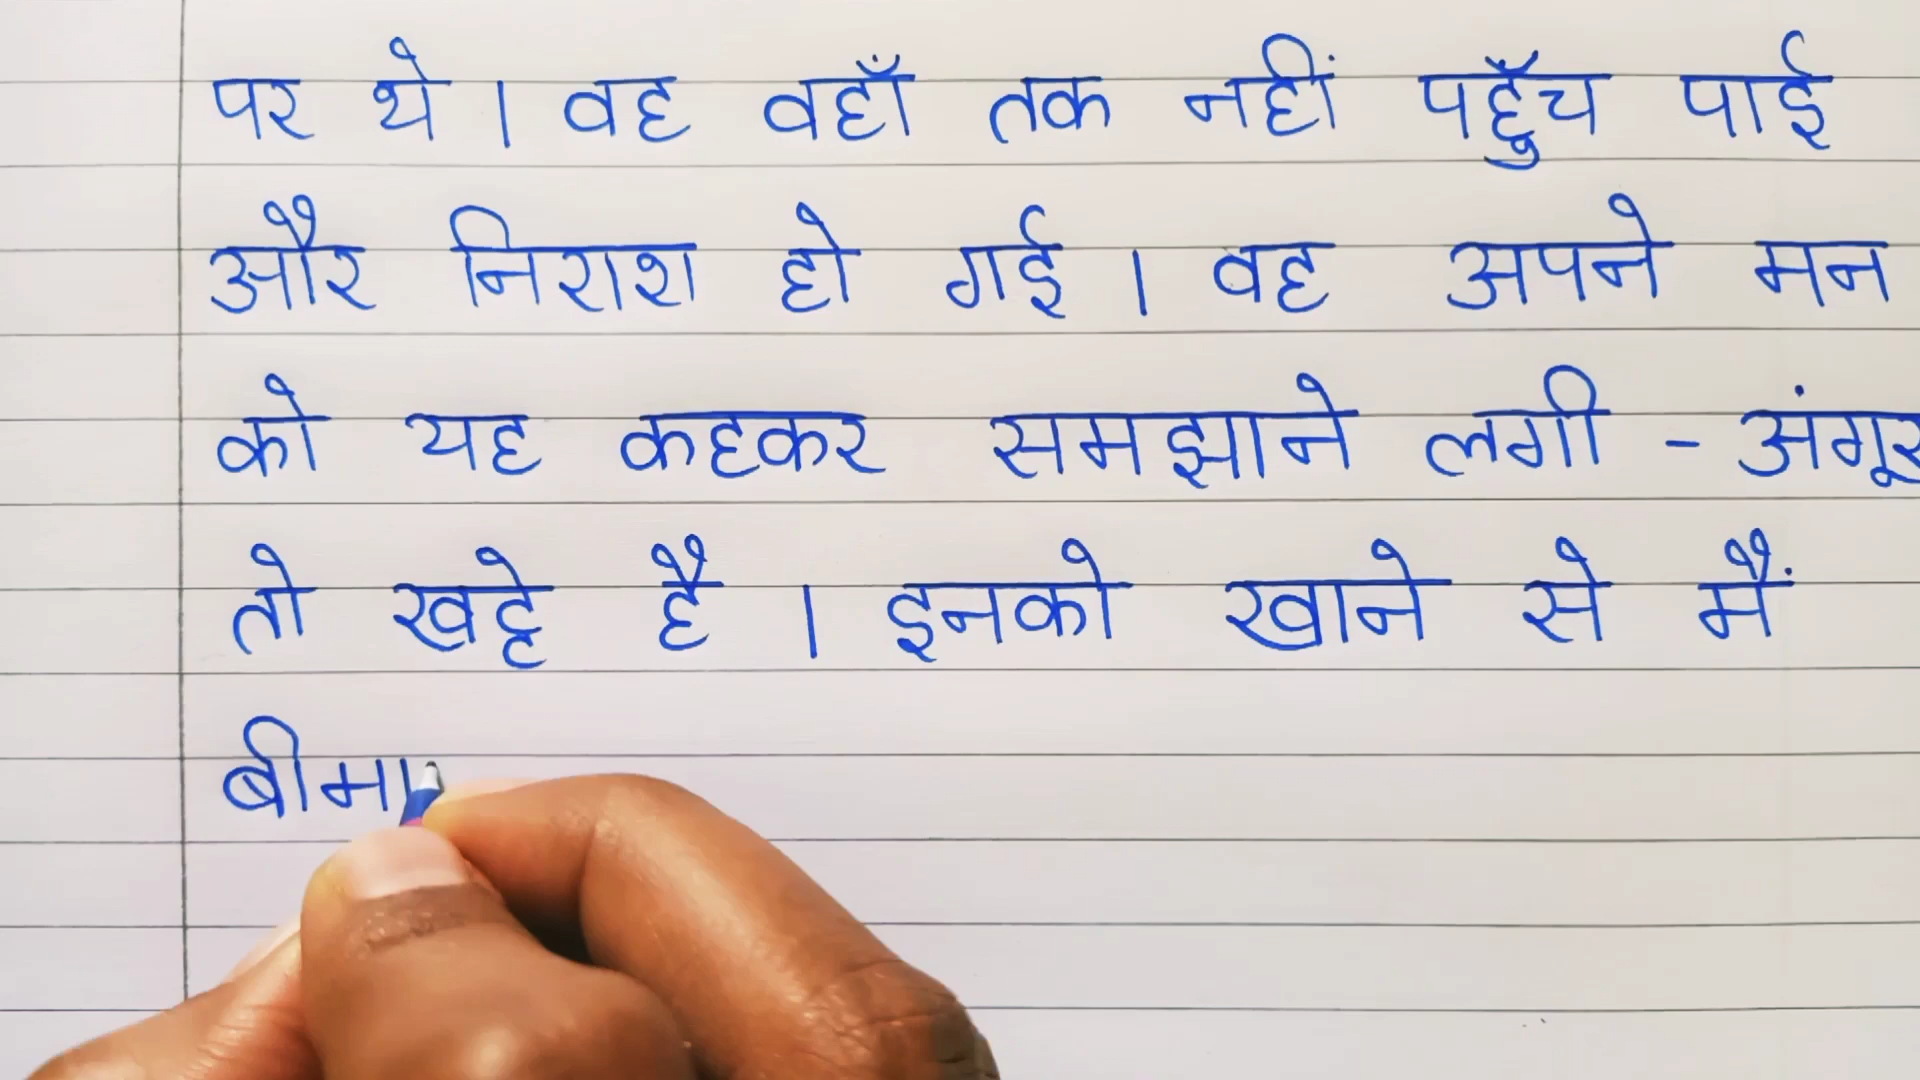 पर थे । वह वहाँ तक नहीं पहुँच पाई
और निराश हो गई । वह अपने मन
को यह कहकर समझाने लगी - अंगूर
तो खट्टे है । इनको खाने से मैं
बीमा